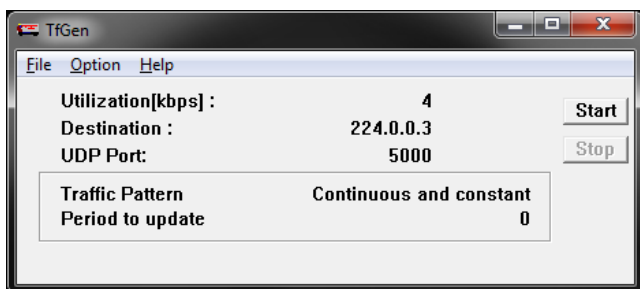 TfGen
File Option Help
Utilization[kbps] : 4
Start
Destination : 224.0.0.3
UDP Port: 5000
Stop
Traffic Pattern Continuous and constant
Period to update 0